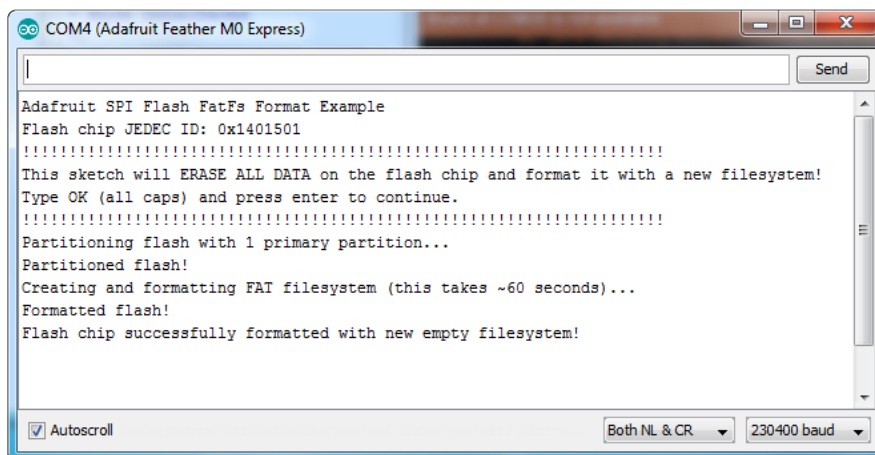 COM4 (Adafruit Feather M0 Express)
Send
Adafruit SPI Flash FatFs Format Example
Flash chip JEDEC ID: 0x1401501
!!!!!!!!!!!!!!!!!!!!!!!!!!!!!!!!!!!!!!!!!!!!!!!!!!!!!!!!!!!!!!!!!!!!!
This sketch will ERASE ALL DATA on the flash chip and format it with a new filesystem!
Type OK (all caps) and press enter to continue.
!!!!!!!!!!!!!!!!!!!!!!!!!!!!!!!!!!!!!!!!!!!!!!!!!!!!!!!!!!!!!!!!!!!!!
Partitioning flash with 1 primary partition...
Partitioned flash!
Creating and formatting FAT filesystem (this takes ~60 seconds)...
Formatted flash!
Flash chip successfully formatted with new empty filesystem!
Autoscroll
Both NL & CR
230400 baud